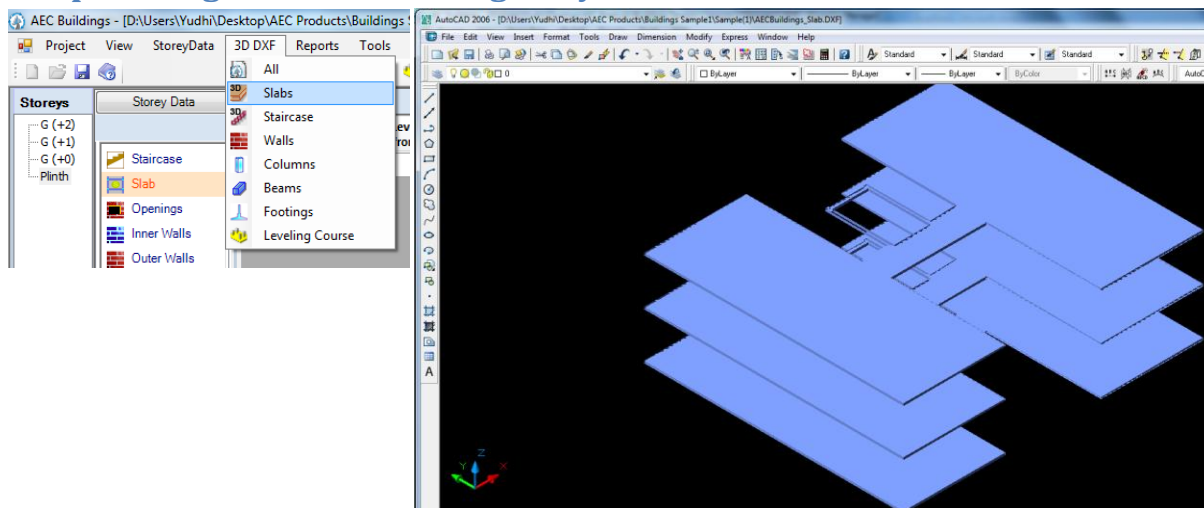 AEC Buildings - [D:\Users\Yudhi\Desktop\AEC Products\Buildings
Project View StoreyData 3D DXF Reports Tools
All
Slabs
Staircase
Walls
Columns
Beams
Footings
Leveling Course
Storeys
G (+2)
G (+1)
G (+0)
Plinth
Storey Data
Staircase
Slab
Openings
Inner Walls
Outer Walls
AutoCAD 2006 - [D:\Users\Yudhi\Desktop\AEC Products\Buildings Sample1\Sample(1)\AECBuildings_Slab.DXF]
File Edit View Insert Format Tools Draw Dimension Modify Express Window Help
Standard Standard Standard
0 ByLayer ByLayer ByLayer ByColor
A
Z
Y X